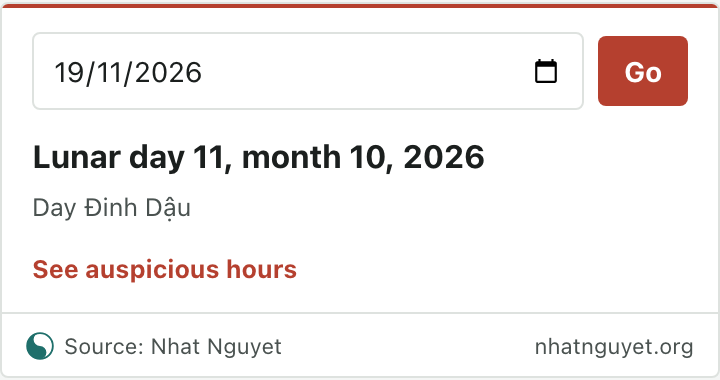 19/11/2026
Go
Lunar day 11, month 10, 2026
Day Đinh Dậu
See auspicious hours
Source: Nhat Nguyet
nhatnguyet.org